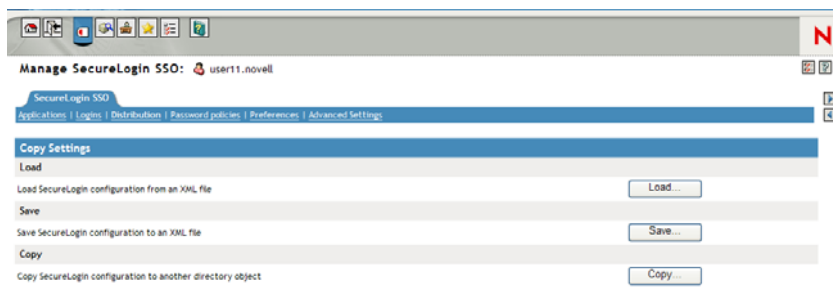 N
Manage SecureLogin SSO: user11.novell
SecureLogin SSO
Applications | Logins | Distribution | Password policies | Preferences | Advanced Settings
Copy Settings
Load
Load SecureLogin configuration from an XML file
Load...
Save
Save SecureLogin configuration to an XML file
Save...
Copy
Copy SecureLogin configuration to another directory object
Copy...